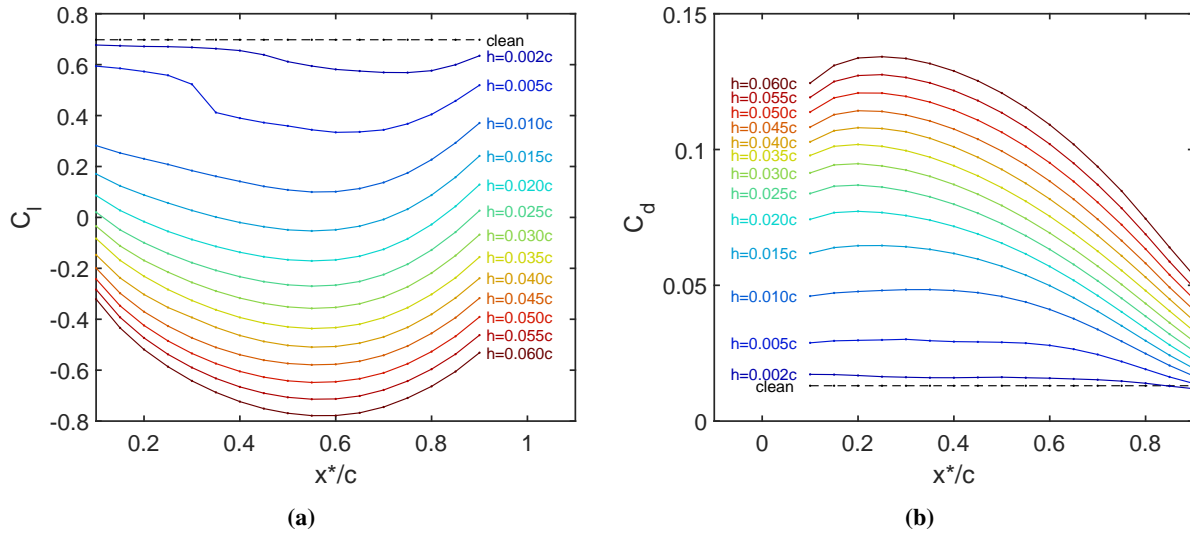 0.8
0.6
0.4
0.2
0
-0.2
-0.4
-0.6
-0.8
C_l
0.2 0.4 0.6 0.8 1
x*/c
clean
h=0.002c
h=0.005c
h=0.010c
h=0.015c
h=0.020c
h=0.025c
h=0.030c
h=0.035c
h=0.040c
h=0.045c
h=0.050c
h=0.055c
h=0.060c
(a)
0.15
0.1
0.05
0
C_d
0 0.2 0.4 0.6 0.8
x*/c
h=0.060c
h=0.055c
h=0.050c
h=0.045c
h=0.040c
h=0.035c
h=0.030c
h=0.025c
h=0.020c
h=0.015c
h=0.010c
h=0.005c
h=0.002c
clean
(b)